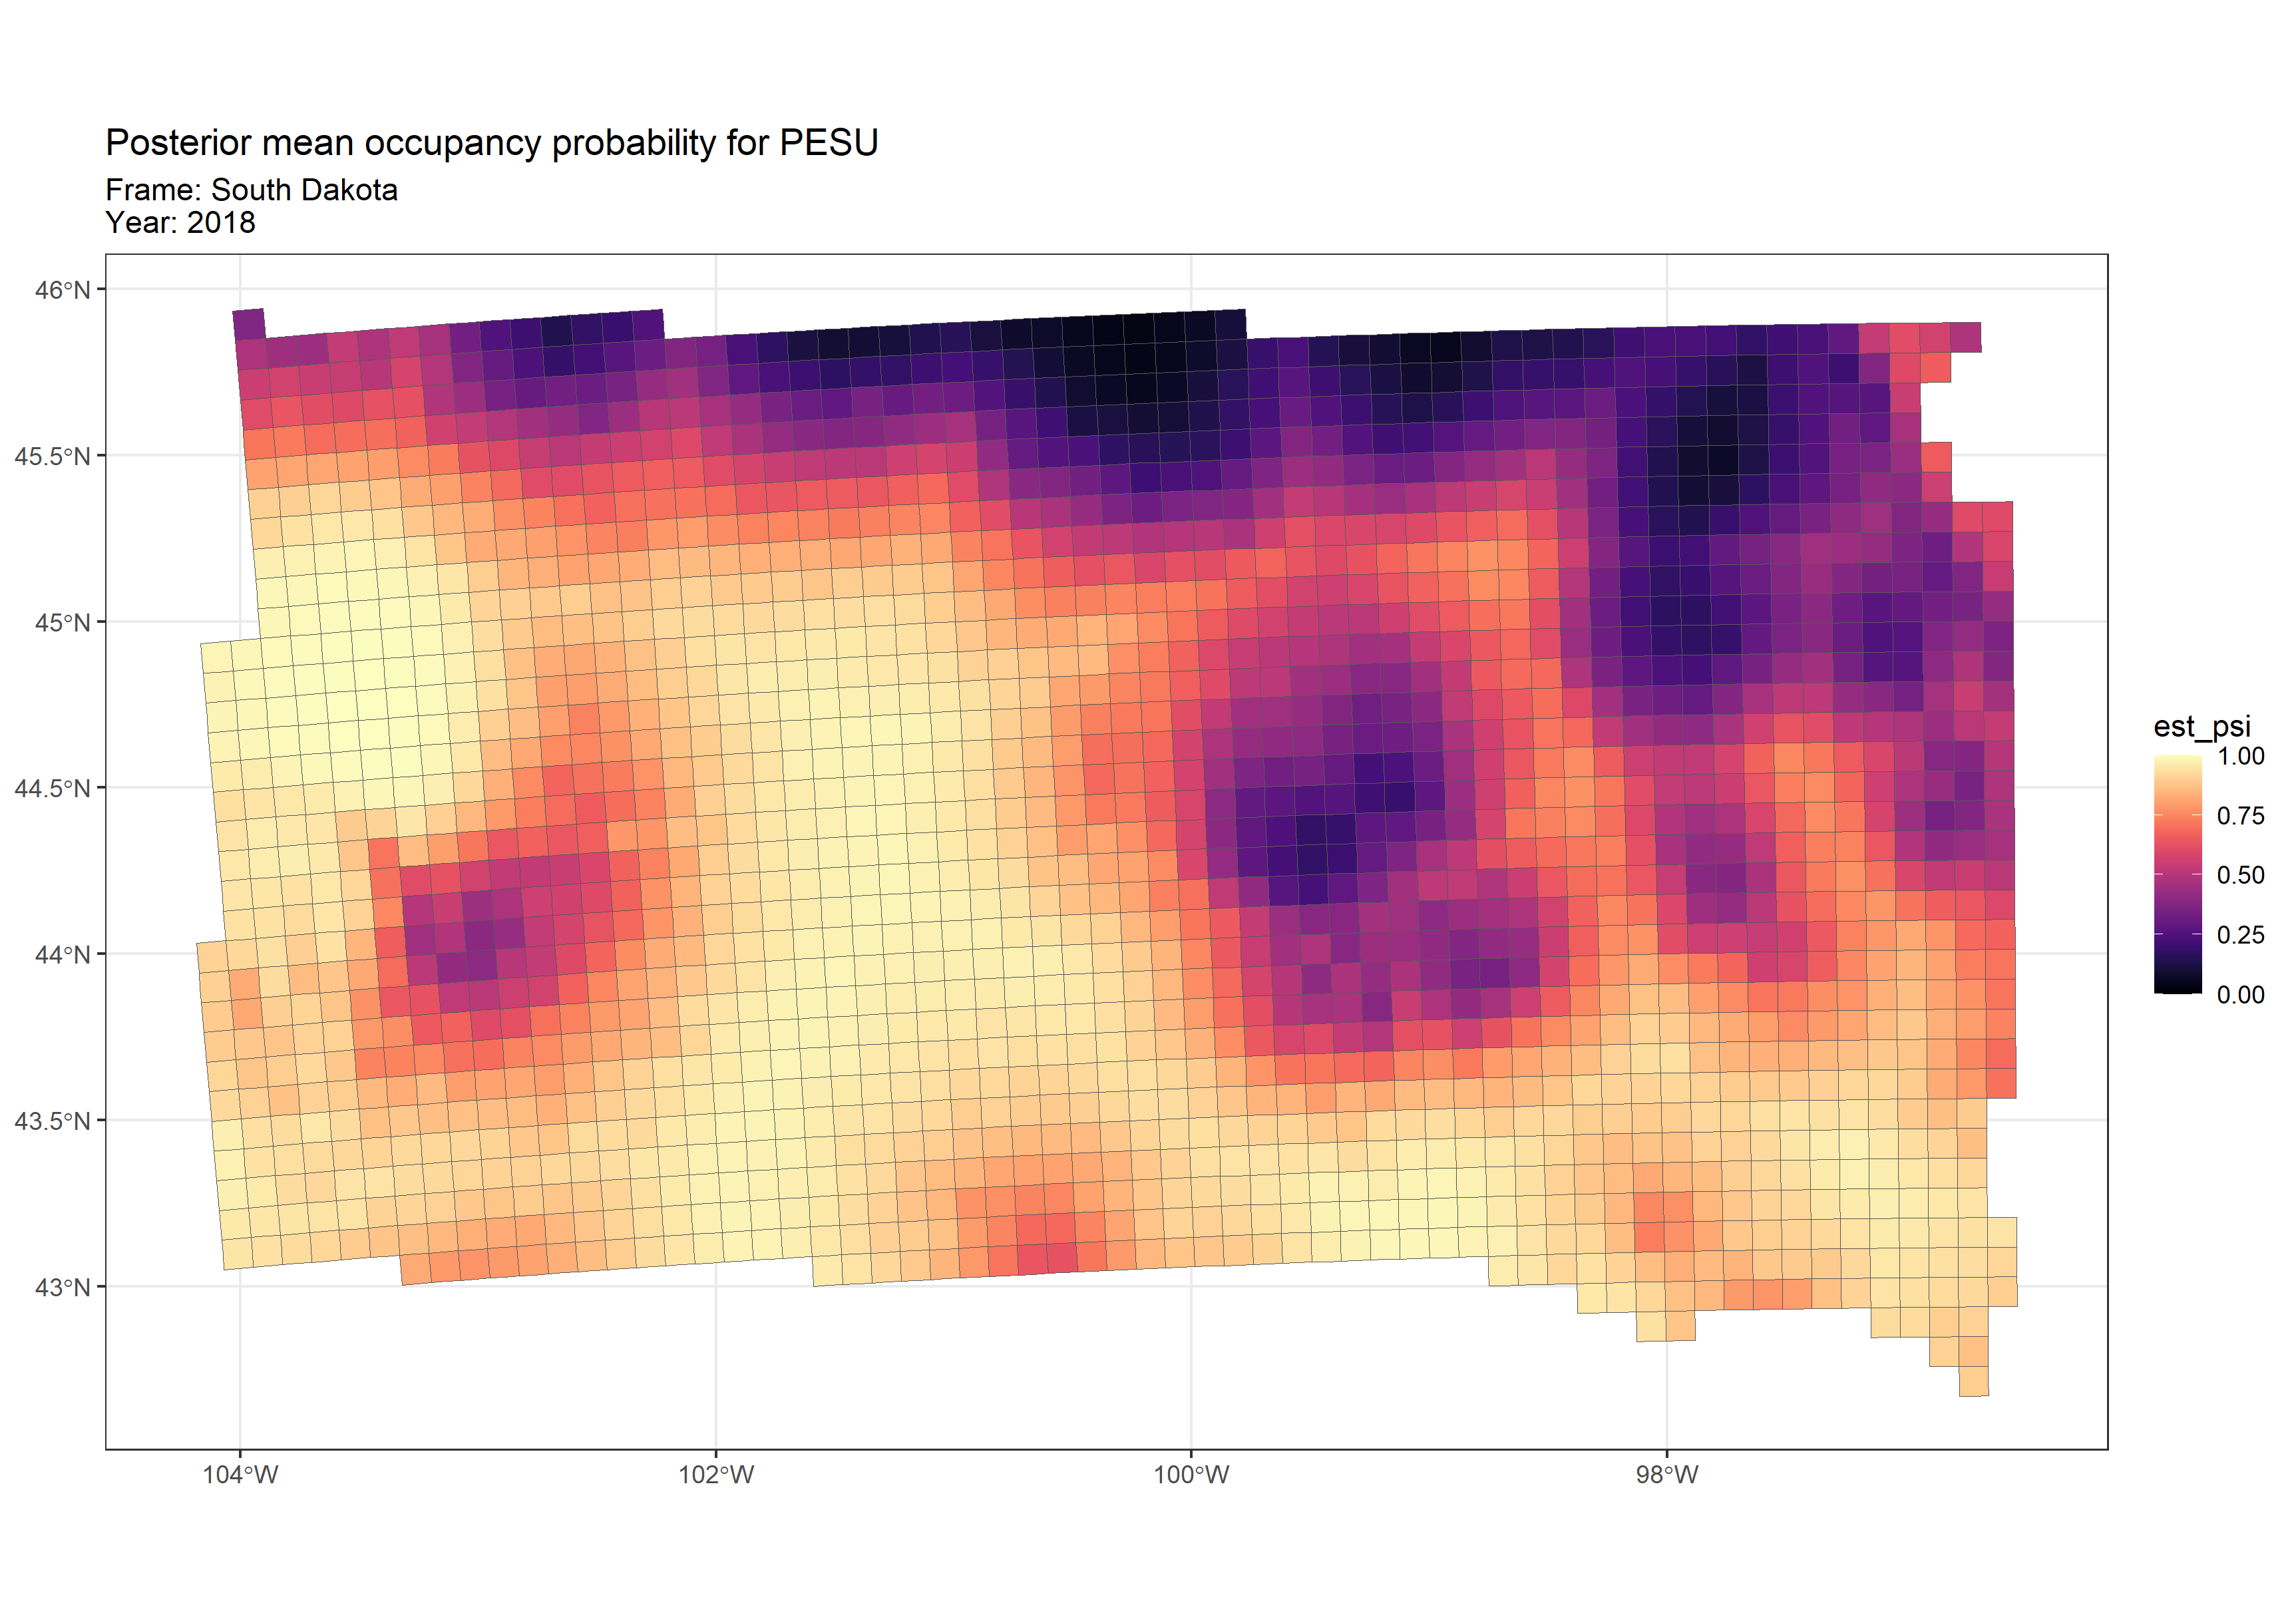 Posterior mean occupancy probability for PESU
Frame: South Dakota
Year: 2018
46°N
45.5°N
45°N
44.5°N
44°N
43.5°N
43°N
104°W
102°W
100°W
98°W
est_psi
1.00
0.75
0.50
0.25
0.00